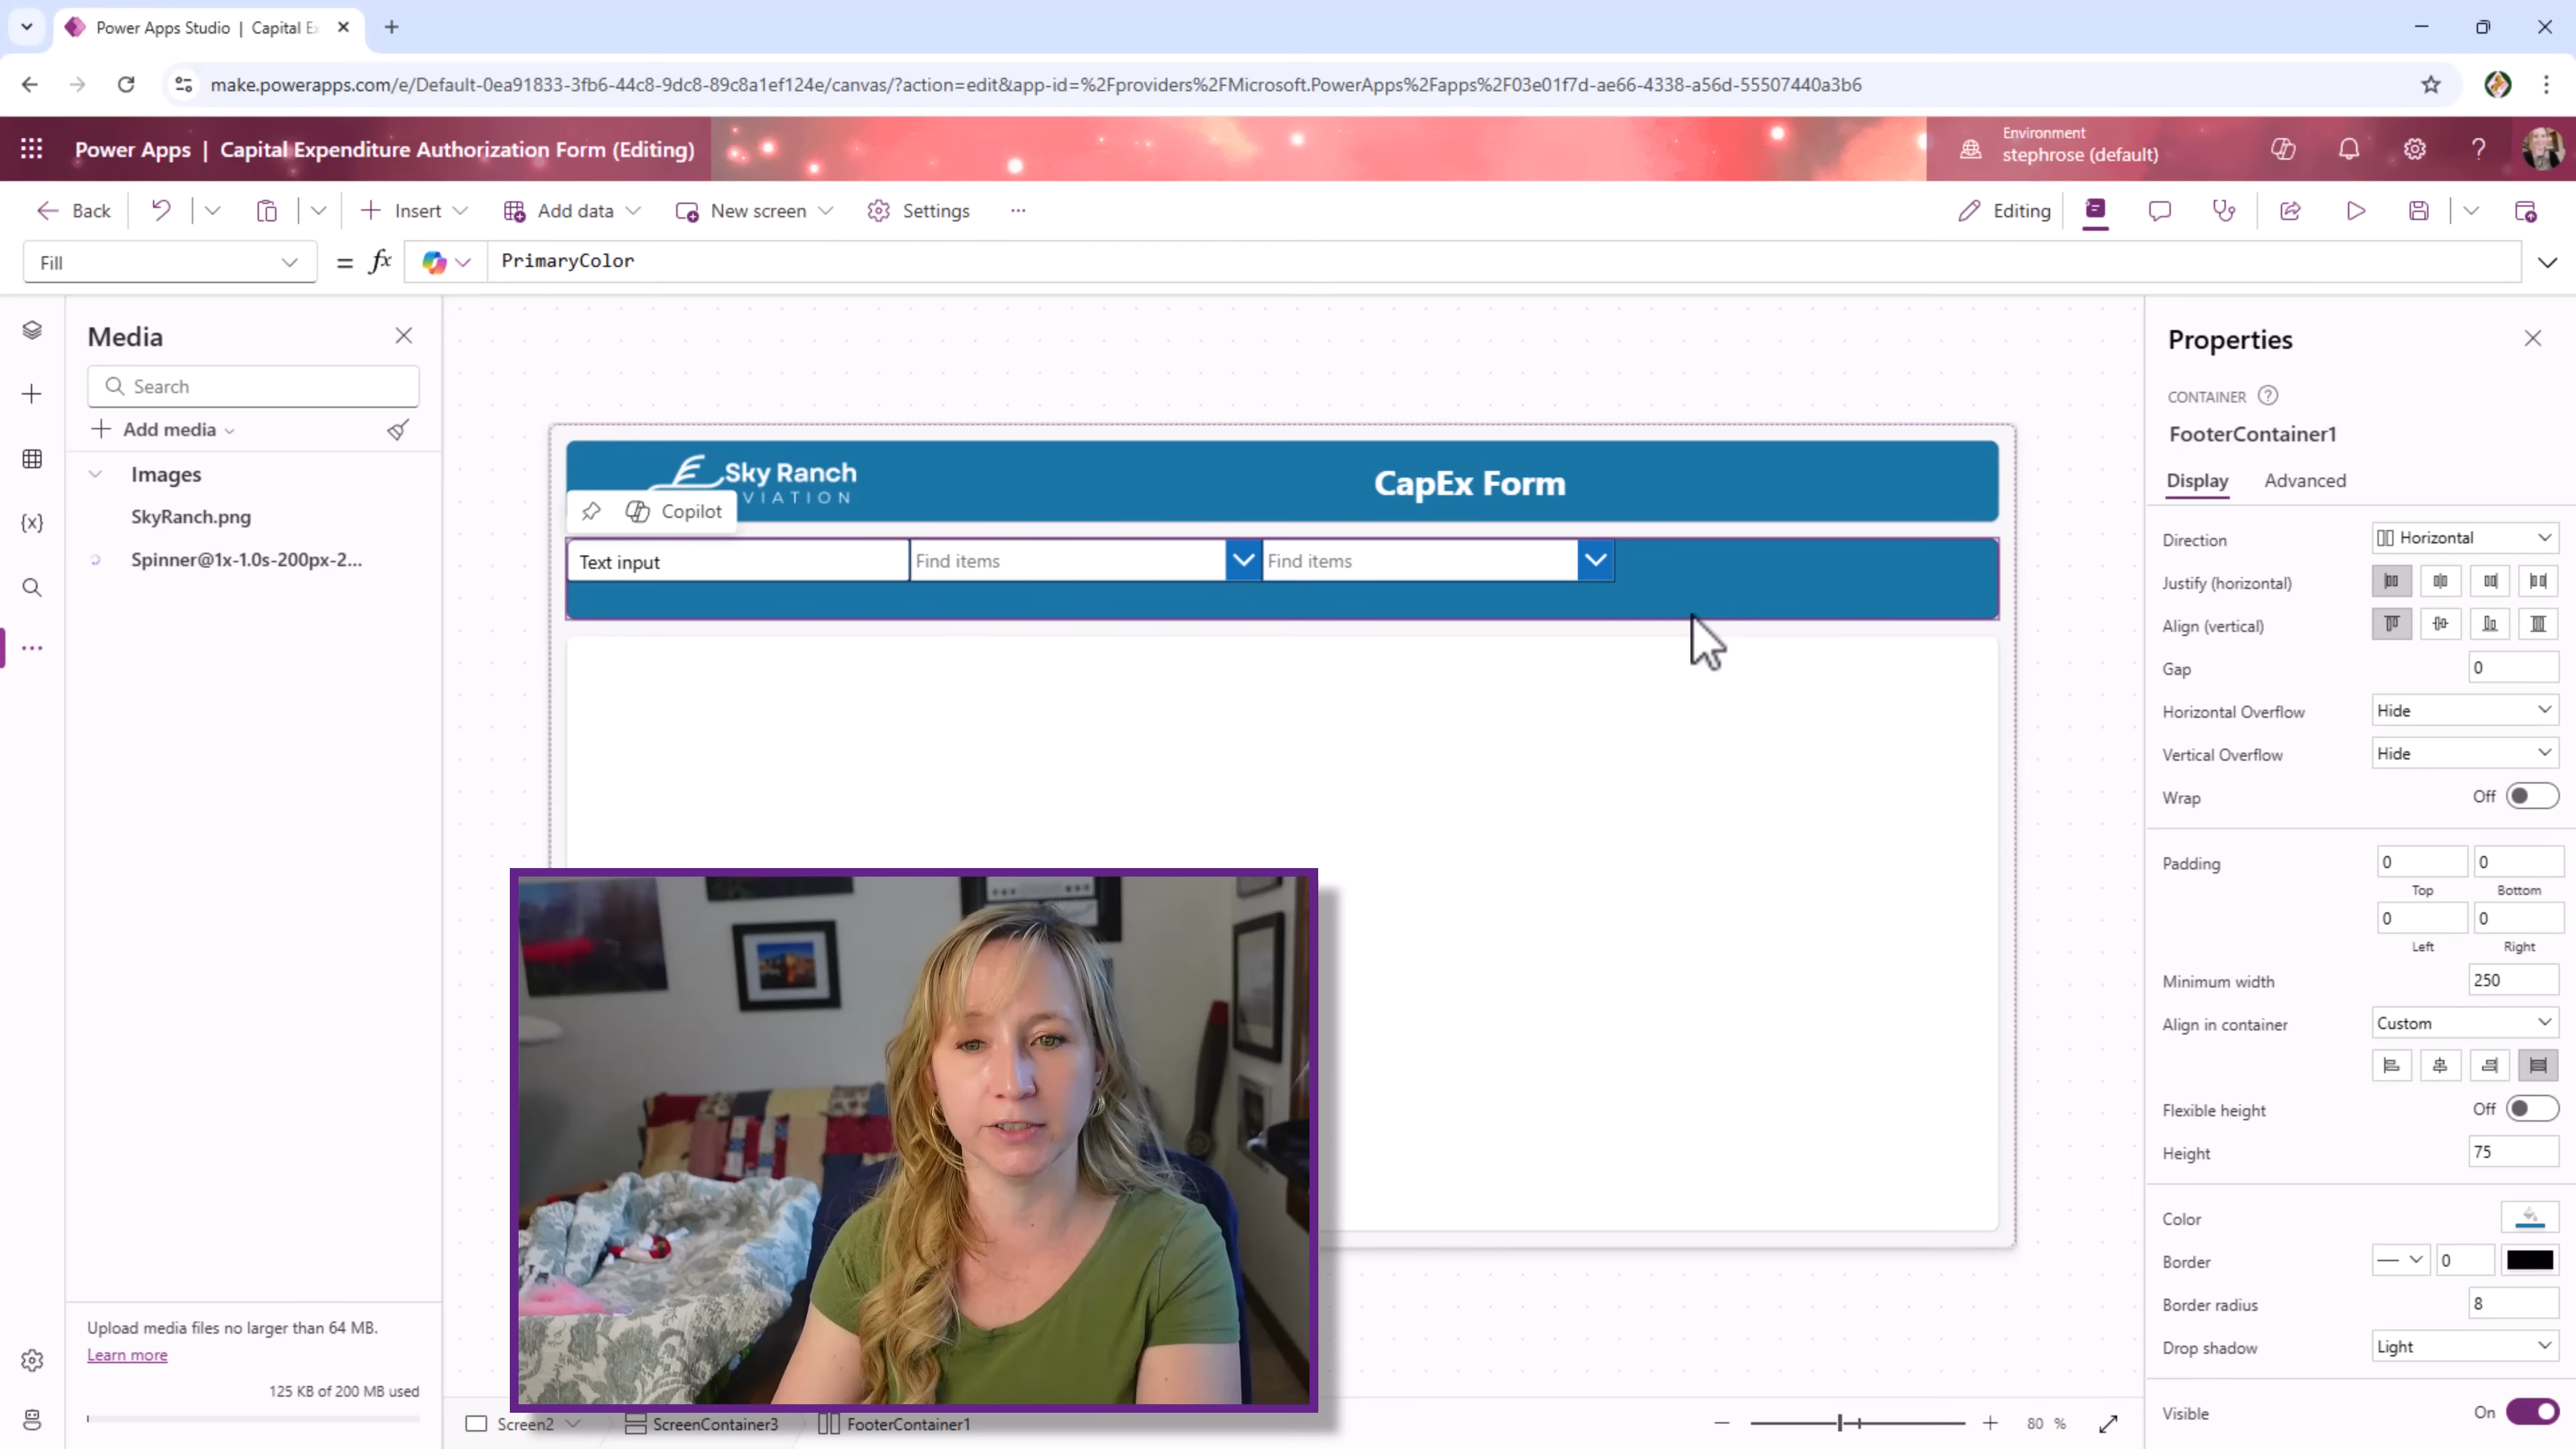 Power Apps Studio | Capital E
make.powerapps.com/e/Default-0ea91833-3fb6-44c8-9dc8-89c8a1ef124e/canvas/?action=edit&app-id=%2Fproviders%2FMicrosoft.PowerApps%2Fapps%2F03e01f7d-ae66-4338-a56d-55507440a3b6
Power Apps | Capital Expenditure Authorization Form (Editing)
Environment
stephrose (default)
Back
Insert
Add data
New screen
Settings
Editing
Fill
= fx
PrimaryColor
Media
Search
Add media
Images
SkyRanch.png
Spinner@1x-1.0s-200px-2...
Upload media files no larger than 64 MB.
Learn more
125 KB of 200 MB used
Sky Ranch
VIATION
CapEx Form
Copilot
Text input
Find items
Find items
Screen2
ScreenContainer3
FooterContainer1
80 %
Properties
CONTAINER
FooterContainer1
Display Advanced
Direction Horizontal
Justify (horizontal)
Align (vertical)
Gap 0
Horizontal Overflow Hide
Vertical Overflow Hide
Wrap Off
Padding 0 0
Top Bottom
0 0
Left Right
Minimum width 250
Align in container Custom
Flexible height Off
Height 75
Color
Border 0
Border radius 8
Drop shadow Light
Visible On